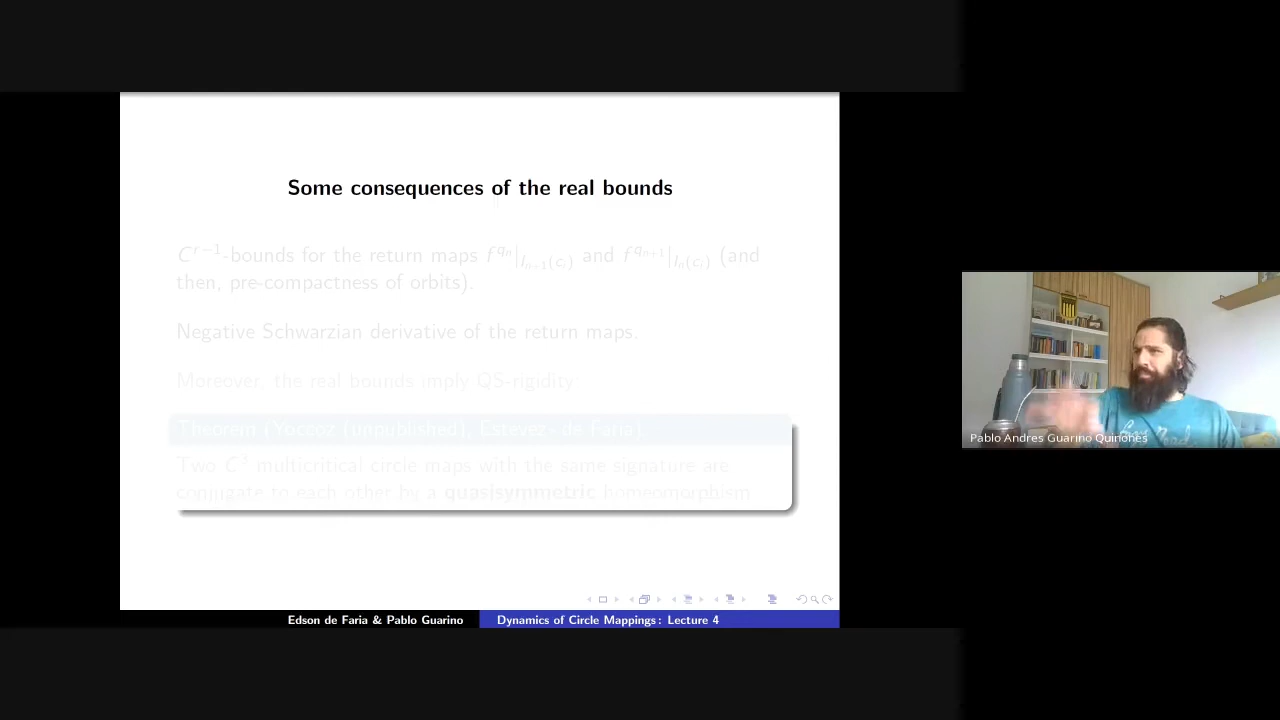 Some consequences of the real bounds
C^{r−1}-bounds for the return maps f^{q_n}|_{I_{n+1}(c_i)} and f^{q_{n+1}}|_{I_n(c_i)} (and
then, pre-compactness of orbits).
Negative Schwarzian derivative of the return maps.
Moreover, the real bounds imply QS-rigidity
Theorem (Yoccoz (unpublished), Estevez- de Faria)
Two C^3 multicritical circle maps with the same signature are
conjugate to each other by a quasisymmetric homeomorphism
Edson de Faria & Pablo Guarino
Dynamics of Circle Mappings: Lecture 4
Pablo Andres Guarino Quiñones